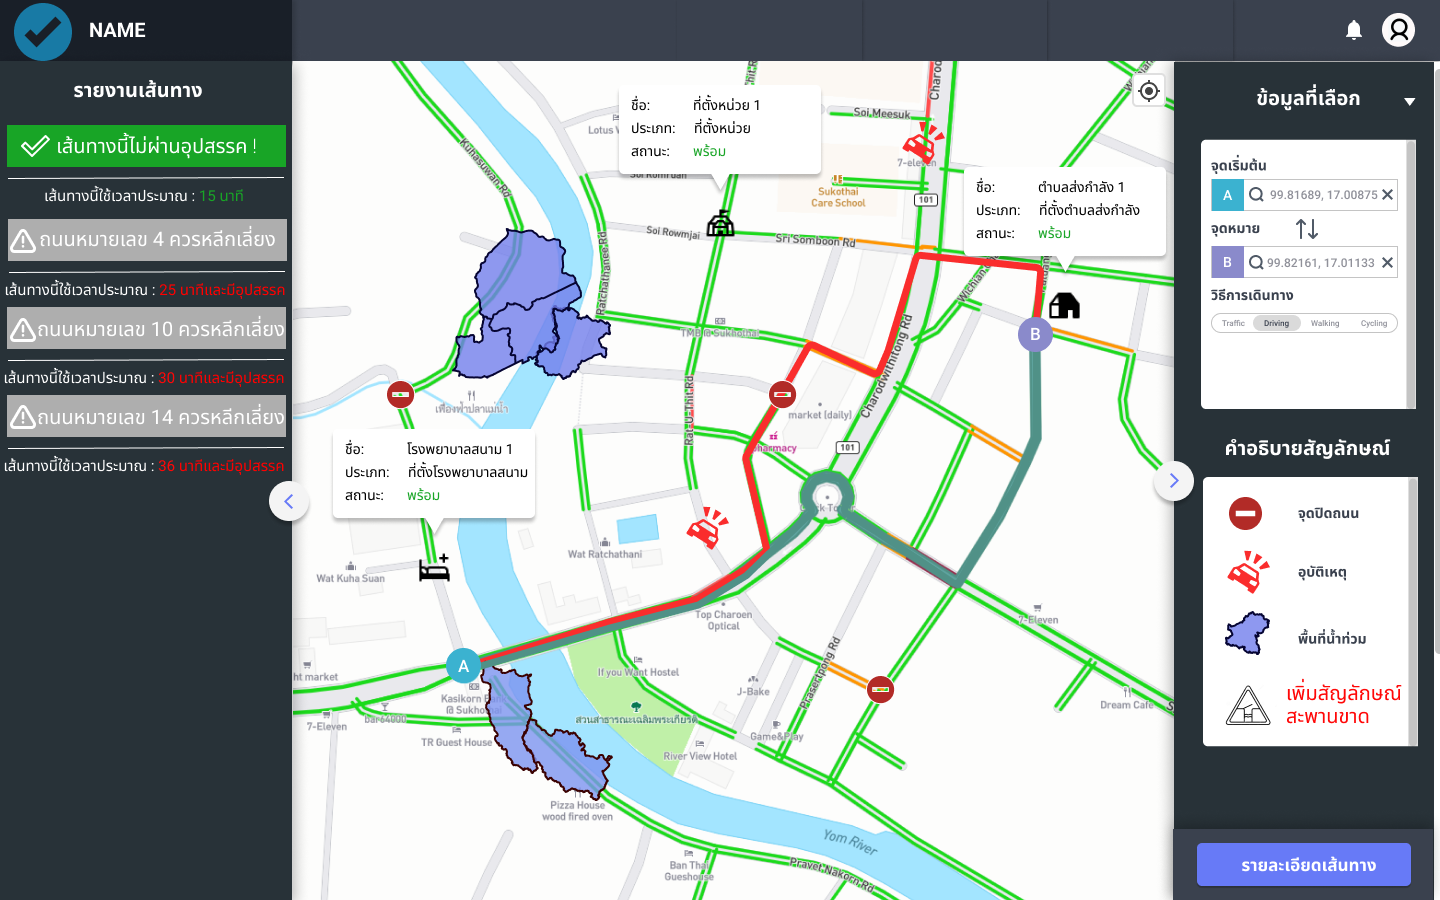 NAME
รายงานเส้นทาง
เส้นทางนี้ไม่ผ่านอุปสรรค !
เส้นทางนี้ใช้เวลาประมาณ : 15 นาที
ถนนหมายเลข 4 ควรหลีกเลี่ยง
เส้นทางนี้ใช้เวลาประมาณ : 25 นาทีและมีอุปสรรค
ถนนหมายเลข 10 ควรหลีกเลี่ยง
เส้นทางนี้ใช้เวลาประมาณ : 30 นาทีและมีอุปสรรค
ถนนหมายเลข 14 ควรหลีกเลี่ยง
เส้นทางนี้ใช้เวลาประมาณ : 36 นาทีและมีอุปสรรค
ชื่อ: ที่ตั้งหน่วย 1
ประเภท: ที่ตั้งหน่วย
สถานะ: พร้อม
Soi Meesuk
7-eleven
Kuhasuwan Rd
Sukothai
Care School
101
ชื่อ: ตำบลส่งกำลัง 1
ประเภท: ที่ตั้งตำบลส่งกำลัง
สถานะ: พร้อม
Soi Rowmjai
Sri Somboon Rd
Ratchathanee Rd
TMB @ Sukhothai
B
Charodwithitong Rd
Rat-U-Thit Rd
เฟื่องฟ้าปลาแม่น้ำ
market (daily)
pharmacy
101
ชื่อ: โรงพยาบาลสนาม 1
ประเภท: ที่ตั้งโรงพยาบาลสนาม
สถานะ: พร้อม
Wat Ratchathani
Wat Kuha Suan
Top Charoen
Optical
7-Eleven
A
ht market
If you Want Hostel
Prasertpong Rd
J-Bake
Kasikorn
@ Sukho
bar64000
7-Eleven
สวนสาธารณะเฉลิมพระเกียรติ
Dream Cafe
TR Guest House
Game&Play
River View Hotel
Pizza House
wood fired oven
Yom River
Ban Thai
Gueshouse
Pravet Nakorn Rd
ข้อมูลที่เลือก
จุดเริ่มต้น
A 99.81689, 17.00875
จุดหมาย
B 99.82161, 17.01133
วิธีการเดินทาง
Traffic Driving Walking Cycling
คำอธิบายสัญลักษณ์
จุดปิดถนน
อุบัติเหตุ
พื้นที่น้ำท่วม
เพิ่มสัญลักษณ์
สะพานขาด
รายละเอียดเส้นทาง